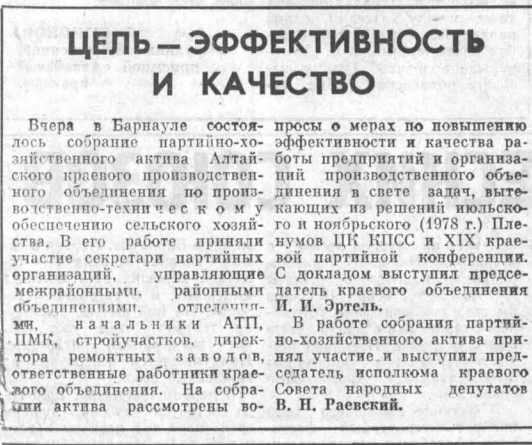 ЦЕЛЬ — ЭФФЕКТИВНОСТЬ
И КАЧЕСТВО
Вчера в Барнауле состоя-
лось собрание партийно-хо-
зяйственного актива Алтай-
ского краевого производствен-
ного объединения по произ-
водственно-техническому
обеспечению сельского хозяй-
ства. В его работе приняли
участие секретари партийных
организаций, управляющие
межрайонными, районными
объединениями, отделения-
ми, начальники АТП,
ПМК, стройучастков, дирек-
тора ремонтных заводов,
ответственные работники крае-
вого объединения. На собра-
нии актива рассмотрены во-
просы о мерах по повышению
эффективности и качества ра-
боты предприятий и организа-
ций производственного объе-
динения в свете задач, выте-
кающих из решений июльско-
го и ноябрьского (1978 г.) Пле-
нумов ЦК КПСС и XIX крае-
вой партийной конференции.
С докладом выступил предсе-
датель краевого объединения
И. И. Эртель.
В работе собрания партий-
но-хозяйственного актива при-
нял участие и выступил пред-
седатель исполкома краевого
Совета народных депутатов
В. Н. Раевский.